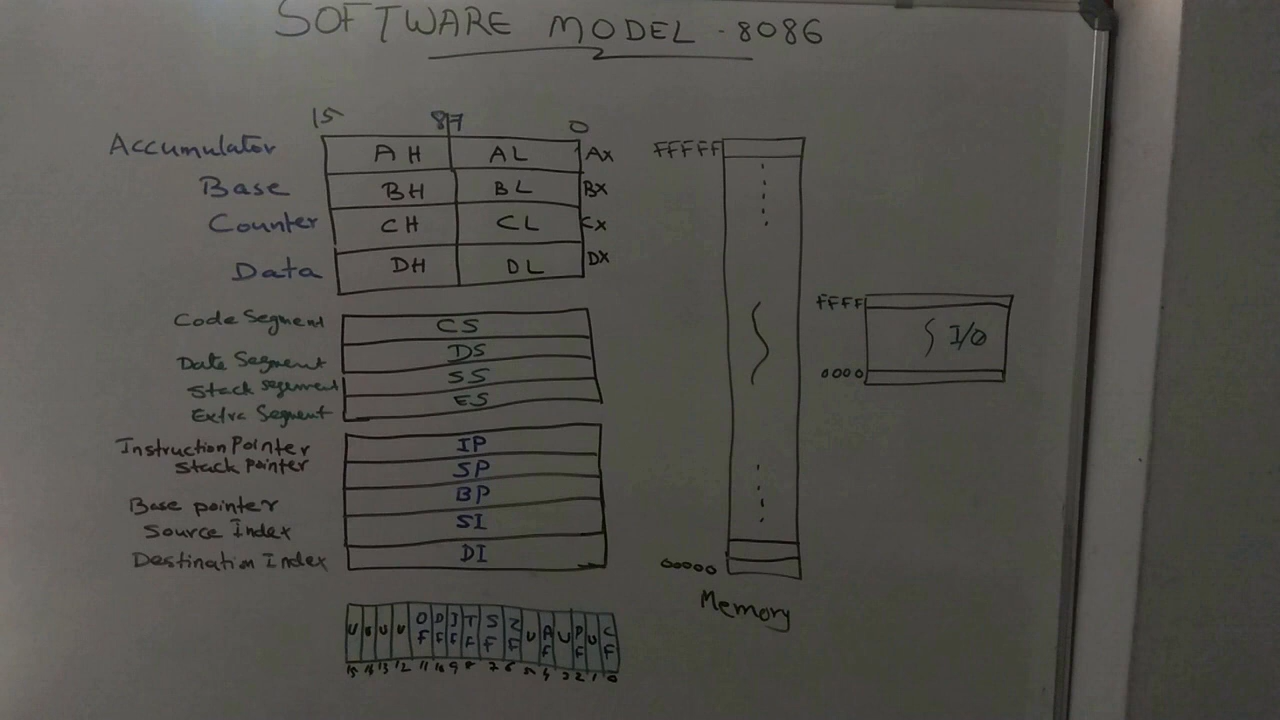 SOFTWARE MODEL - 8086
15 8 7 0
Accumulator AH AL AX
Base BH BL BX
Counter CH CL CX
Data DH DL DX
Code Segment CS
Data Segment DS
Stack segement SS
Extra Segment ES
Instruction Pointer IP
Stack pointer SP
Base pointer BP
Source Index SI
Destination Index DI
U U U U OF DF IF TF SF ZF U AF U PF U CF
15 14 13 12 11 10 9 8 7 6 5 4 3 2 1 0
FFFFF
00000
Memory
FFFF
I/O
0000